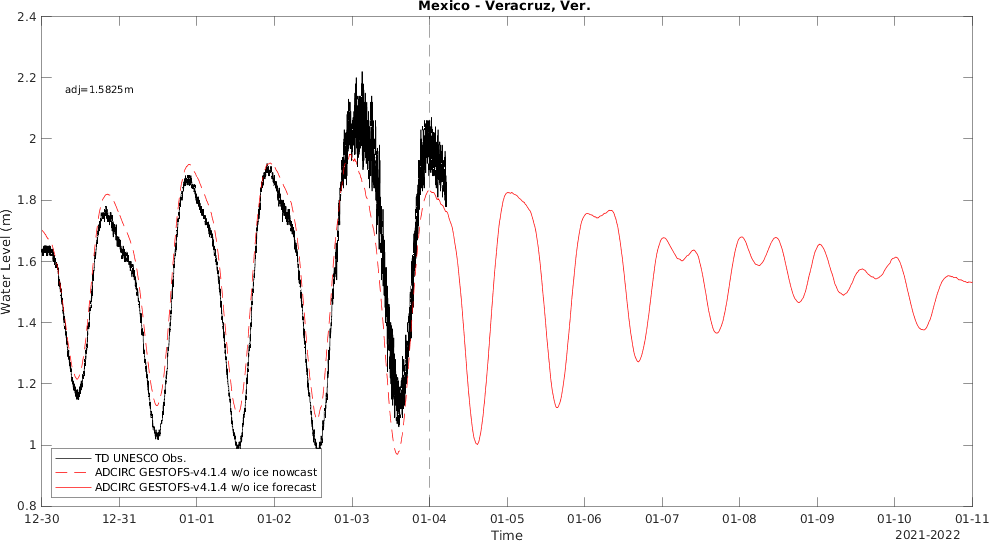 Mexico - Veracruz, Ver.
2.4
2.2
2
1.8
1.6
1.4
1.2
1
0.8
Water Level (m)
adj=1.5825m
TD UNESCO Obs.
ADCIRC GESTOFS-v4.1.4 w/o ice nowcast
ADCIRC GESTOFS-v4.1.4 w/o ice forecast
12-30 12-31 01-01 01-02 01-03 01-04 01-05 01-06 01-07 01-08 01-09 01-10 01-11
Time
2021-2022